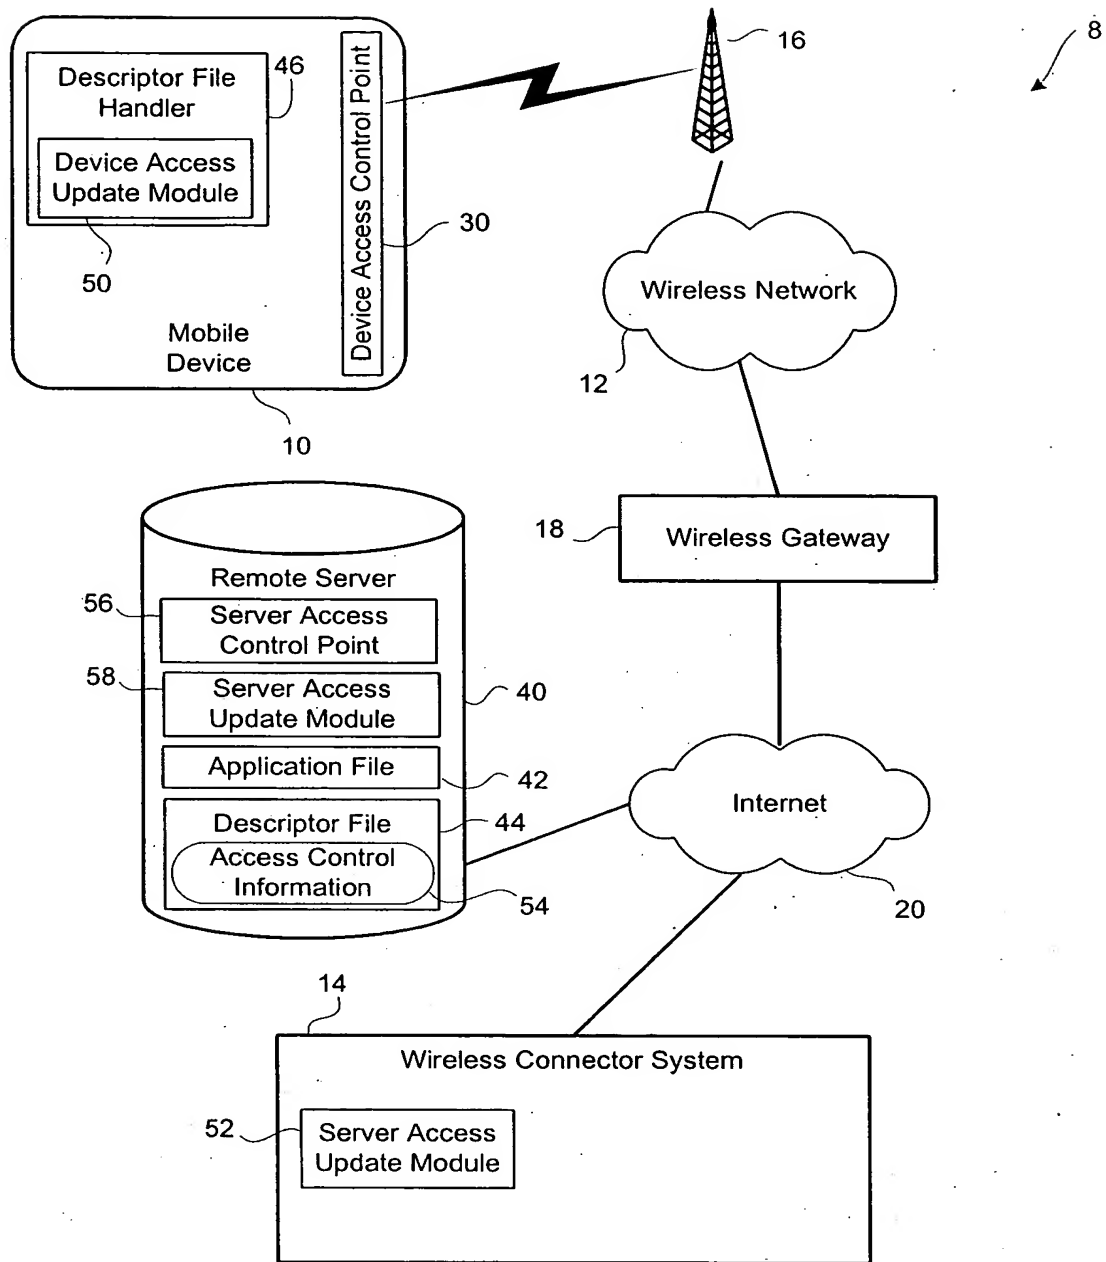 16
8
Descriptor File
Handler
46
Device Access
Update Module
50
Device Access Control Point
30
Mobile
Device
10
Wireless Network
12
18
Wireless Gateway
Remote Server
56
Server Access
Control Point
58
Server Access
Update Module
40
Application File
42
Descriptor File
44
Access Control
Information
54
Internet
20
14
Wireless Connector System
52
Server Access
Update Module